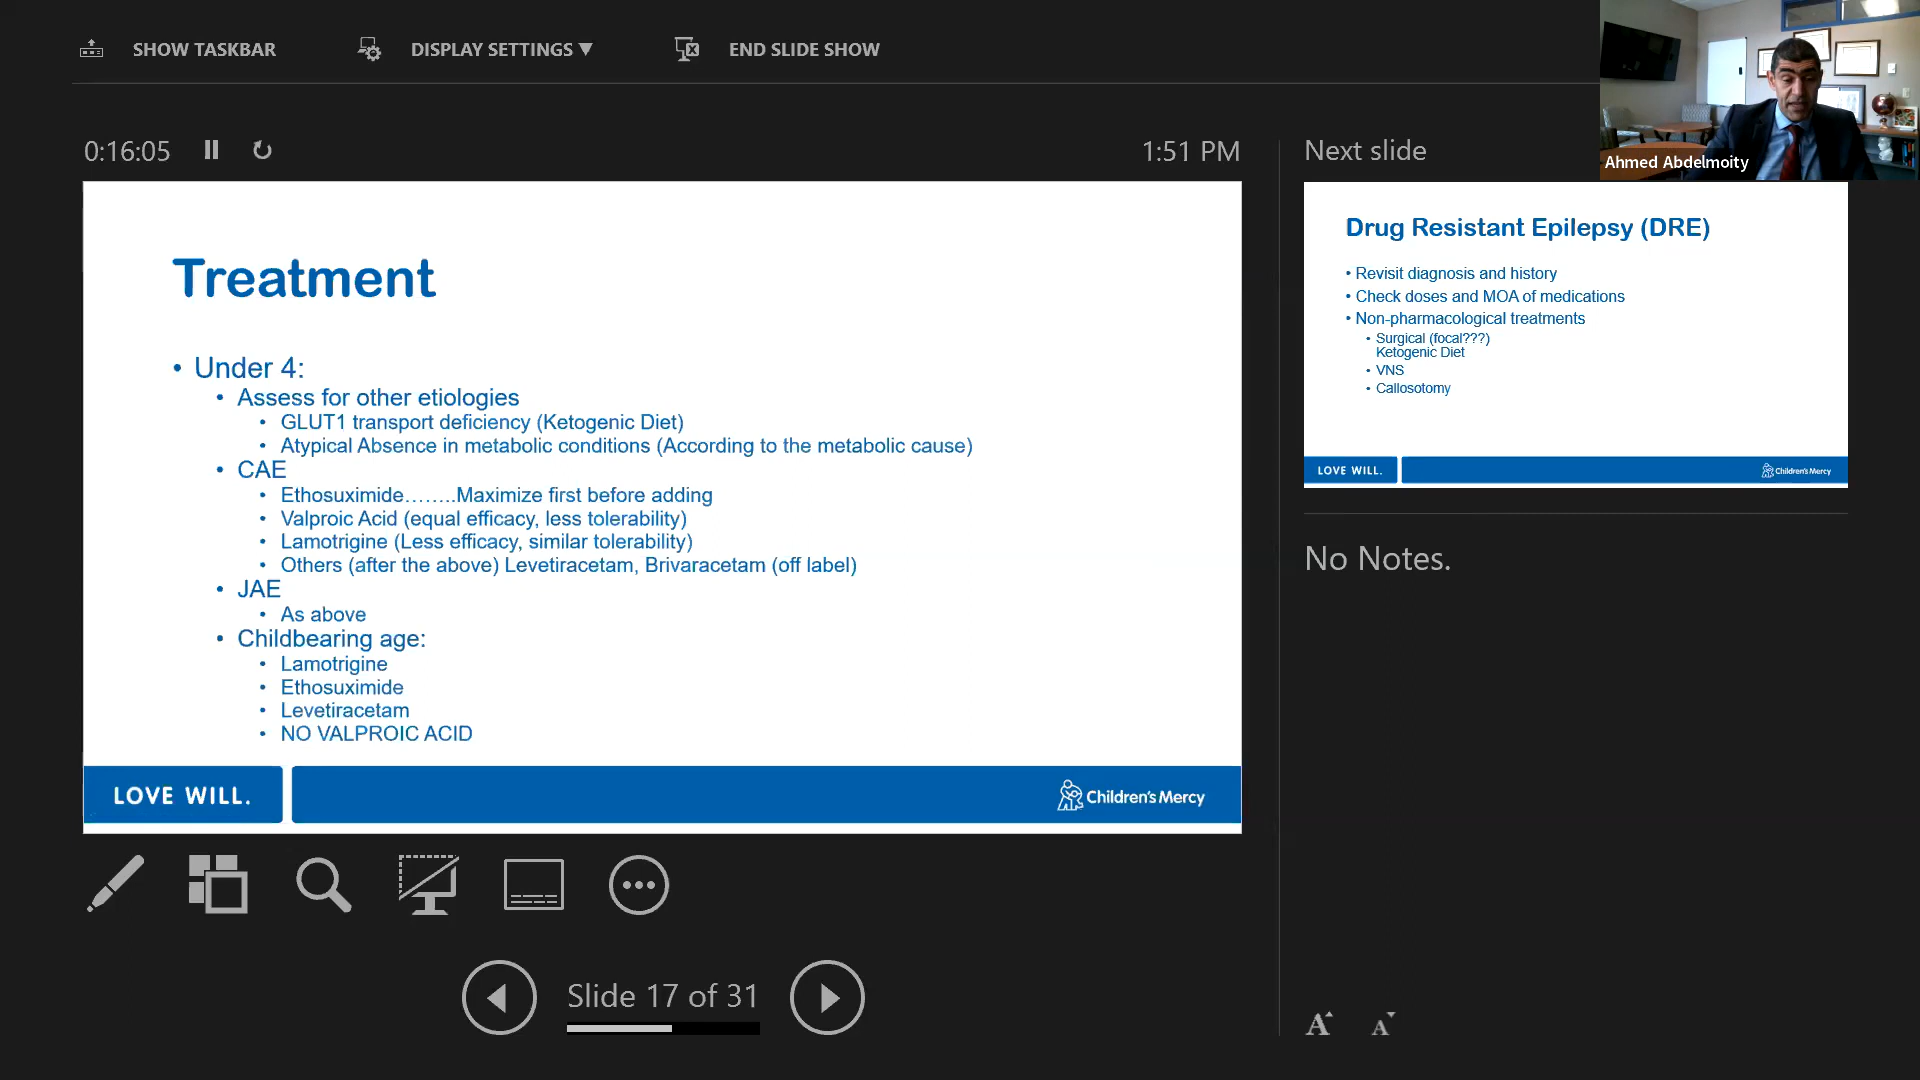 SHOW TASKBAR
DISPLAY SETTINGS ▼
END SLIDE SHOW
Ahmed Abdelmoity
0:16:05
1:51 PM
Treatment
• Under 4:
• Assess for other etiologies
• GLUT1 transport deficiency (Ketogenic Diet)
• Atypical Absence in metabolic conditions (According to the metabolic cause)
• CAE
• Ethosuximide……..Maximize first before adding
• Valproic Acid (equal efficacy, less tolerability)
• Lamotrigine (Less efficacy, similar tolerability)
• Others (after the above) Levetiracetam, Brivaracetam (off label)
• JAE
• As above
• Childbearing age:
• Lamotrigine
• Ethosuximide
• Levetiracetam
• NO VALPROIC ACID
LOVE WILL.
Children's Mercy
Slide 17 of 31
Next slide
Drug Resistant Epilepsy (DRE)
• Revisit diagnosis and history
• Check doses and MOA of medications
• Non-pharmacological treatments
• Surgical (focal???)
Ketogenic Diet
• VNS
• Callosotomy
LOVE WILL.
Children's Mercy
No Notes.
A A